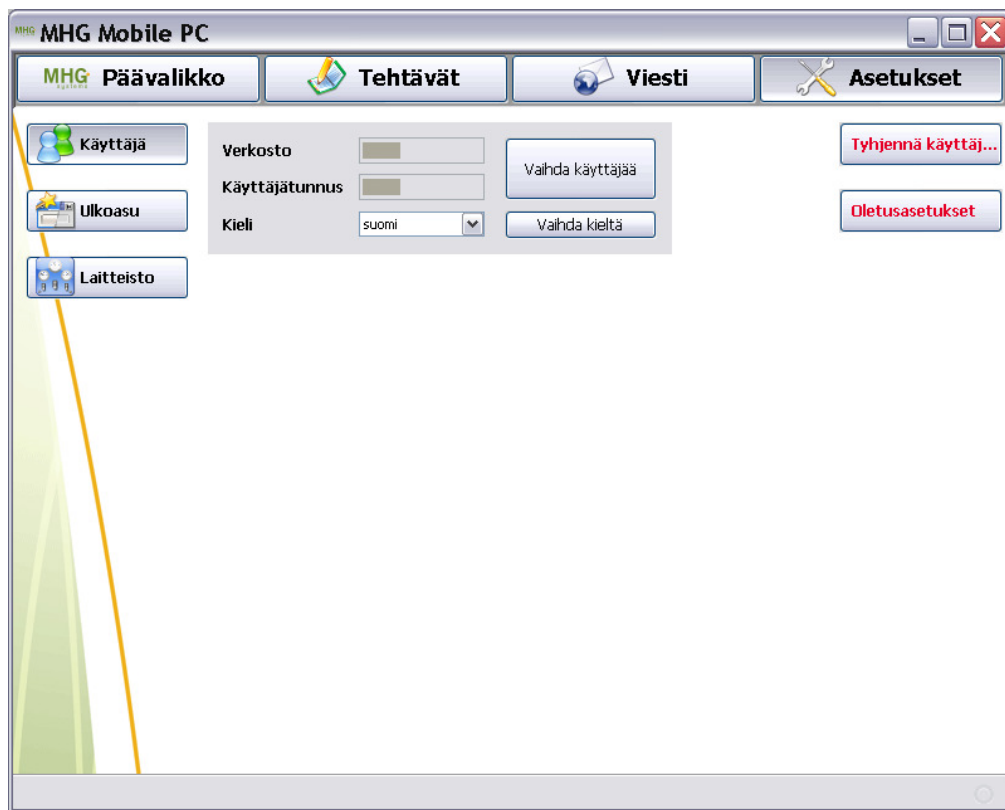 MHG MHG Mobile PC
MHG systems Päävalikko Tehtävät Viesti Asetukset
Käyttäjä
Ulkoasu
Laitteisto
Verkosto
Käyttäjätunnus
Kieli suomi
Vaihda käyttäjää
Vaihda kieltä
Tyhjennä käyttäj...
Oletusasetukset